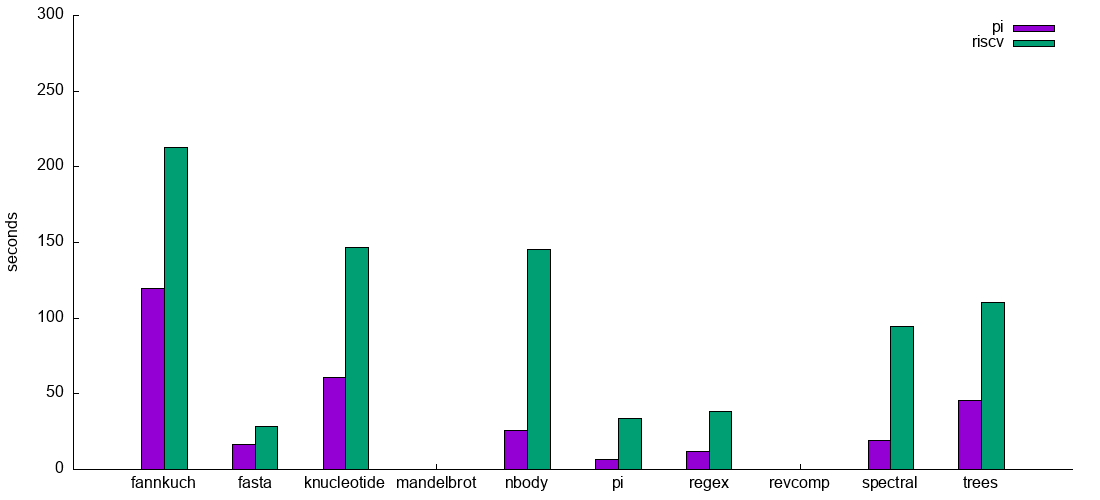 300
250
200
150
100
50
0
seconds
pi
riscv
fannkuch fasta knucleotide mandelbrot nbody pi regex revcomp spectral trees